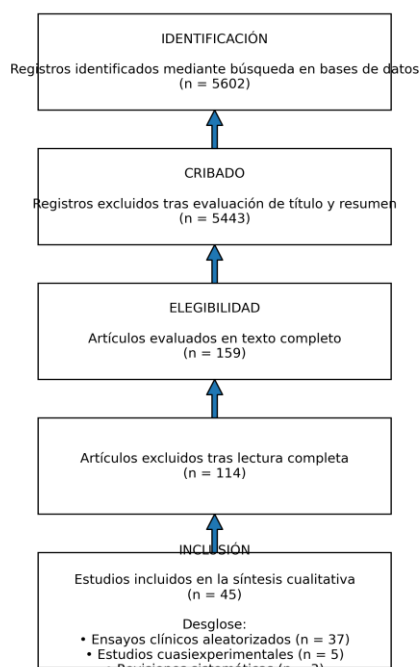 IDENTIFICACIÓN
Registros identificados mediante búsqueda en bases de datos
(n = 5602)
CRIBADO
Registros excluidos tras evaluación de título y resumen
(n = 5443)
ELEGIBILIDAD
Artículos evaluados en texto completo
(n = 159)
Artículos excluidos tras lectura completa
(n = 114)
INCLUSIÓN
Estudios incluidos en la síntesis cualitativa
(n = 45)
Desglose:
• Ensayos clínicos aleatorizados (n = 37)
• Estudios cuasiexperimentales (n = 5)
• Revisiones sistemáticas (n =